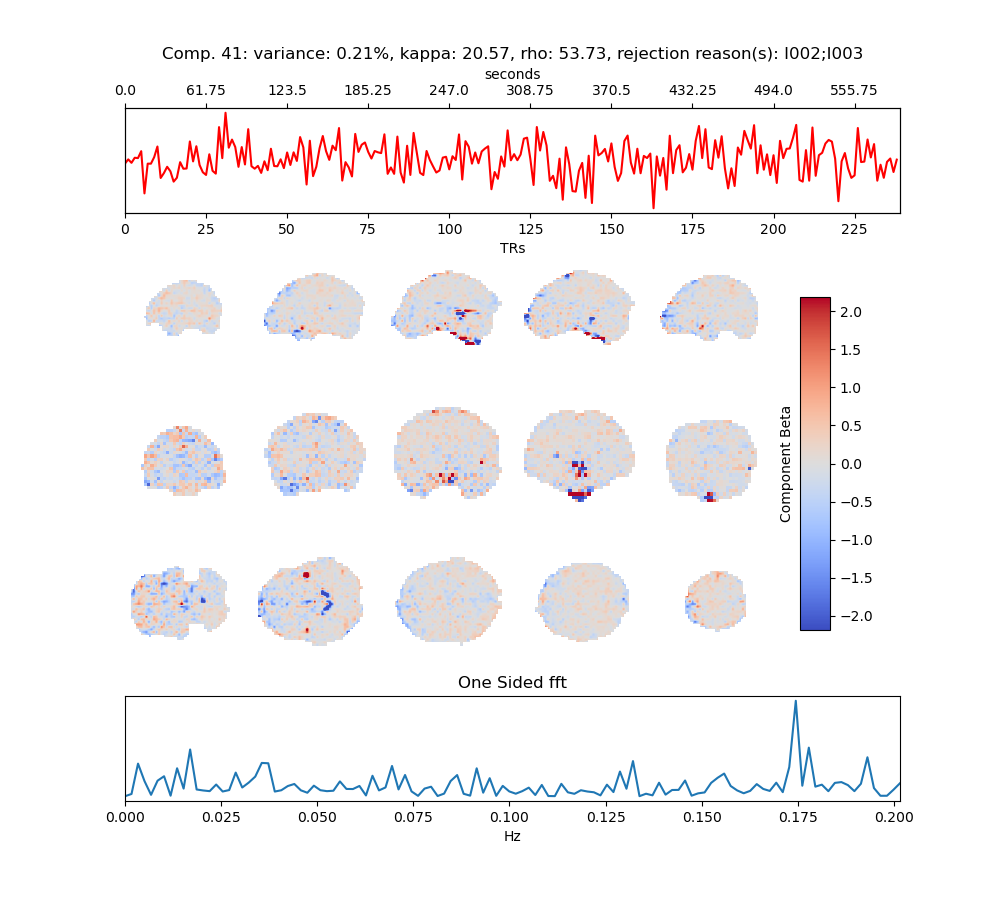 Comp. 41: variance: 0.21%, kappa: 20.57, rho: 53.73, rejection reason(s): I002;I003
seconds
0.0 61.75 123.5 185.25 247.0 308.75 370.5 432.25 494.0 555.75
0 25 50 75 100 125 150 175 200 225
TRs
2.0
1.5
1.0
0.5
0.0
−0.5
−1.0
−1.5
−2.0
Component Beta
One Sided fft
0.000 0.025 0.050 0.075 0.100 0.125 0.150 0.175 0.200
Hz